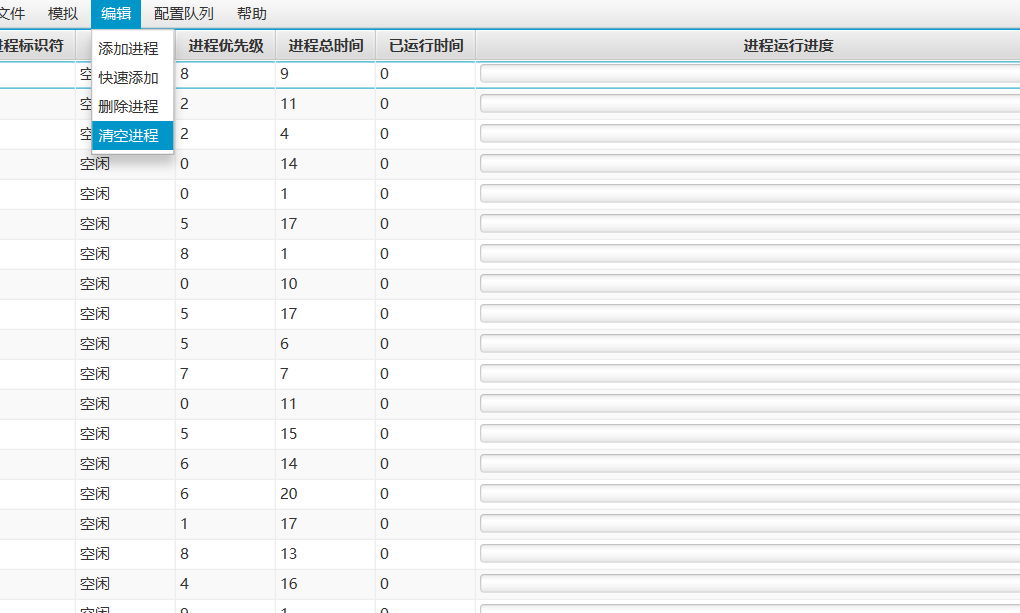 文件 模拟 编辑 配置队列 帮助
进程标识符 进程优先级 进程总时间 已运行时间 进程运行进度
添加进程
快速添加
删除进程
清空进程
空 8 9 0
空 2 11 0
空 2 4 0
空闲 0 14 0
空闲 0 1 0
空闲 5 17 0
空闲 8 1 0
空闲 0 10 0
空闲 5 17 0
空闲 5 6 0
空闲 7 7 0
空闲 0 11 0
空闲 5 15 0
空闲 6 14 0
空闲 6 20 0
空闲 1 17 0
空闲 8 13 0
空闲 4 16 0
空闲 9 1 0